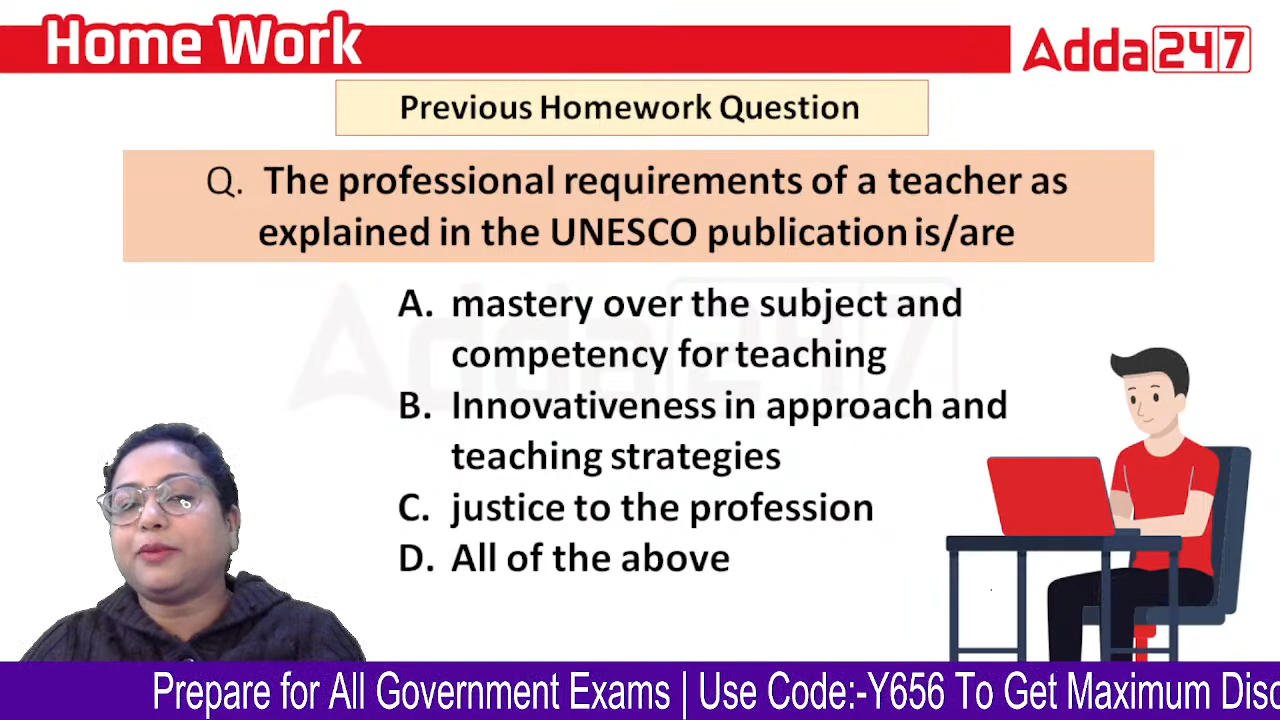 Home Work
Adda247
Previous Homework Question
Q. The professional requirements of a teacher as
explained in the UNESCO publication is/are
A. mastery over the subject and
competency for teaching
B. Innovativeness in approach and
teaching strategies
C. justice to the profession
D. All of the above
Prepare for All Government Exams | Use Code:-Y656 To Get Maximum Disc